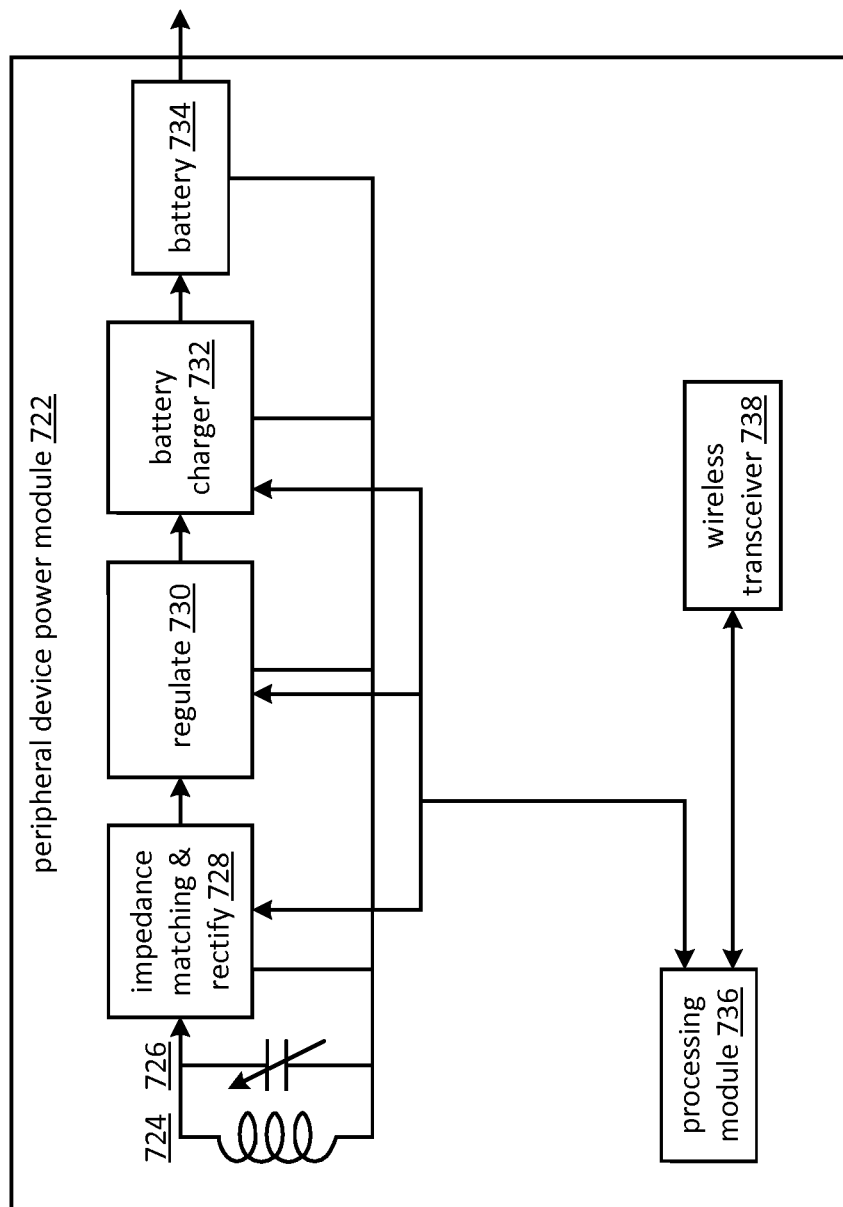 peripheral device power module 722
724
726
impedance
matching &
rectify 728
regulate 730
battery
charger 732
battery 734
processing
module 736
wireless
transceiver 738